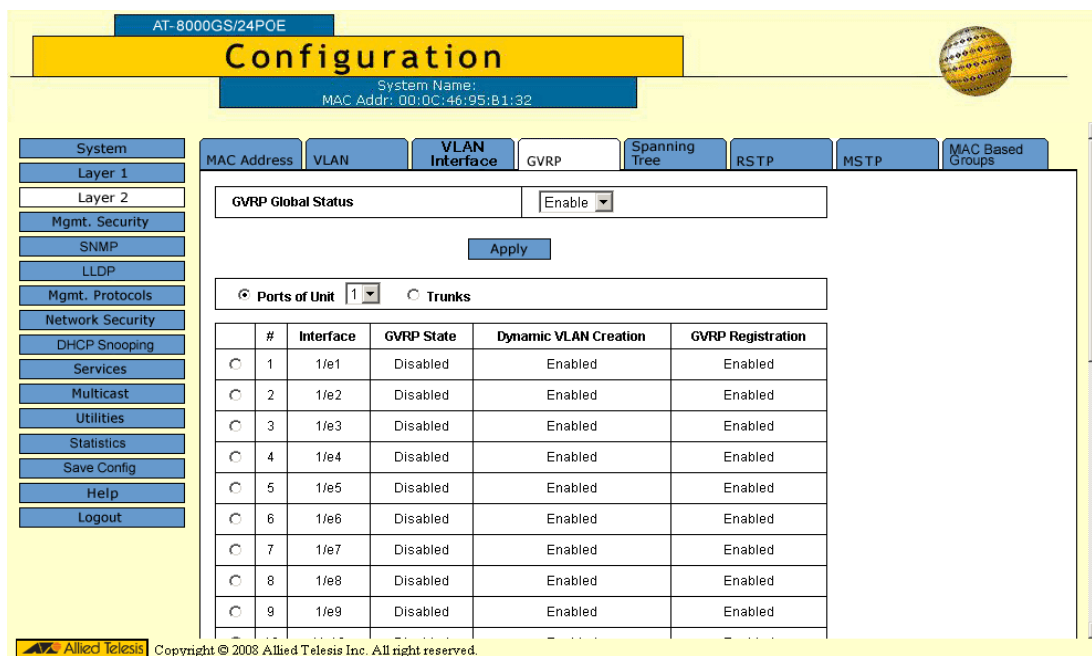 AT-8000GS/24POE
Configuration
System Name:
MAC Addr: 00:0C:46:95:B1:32
System
Layer 1
Layer 2
Mgmt. Security
SNMP
LLDP
Mgmt. Protocols
Network Security
DHCP Snooping
Services
Multicast
Utilities
Statistics
Save Config
Help
Logout
MAC Address VLAN VLAN Interface GVRP Spanning Tree RSTP MSTP MAC Based Groups
GVRP Global Status Enable
Apply
Ports of Unit 1 Trunks
# Interface GVRP State Dynamic VLAN Creation GVRP Registration
1 1/e1 Disabled Enabled Enabled
2 1/e2 Disabled Enabled Enabled
3 1/e3 Disabled Enabled Enabled
4 1/e4 Disabled Enabled Enabled
5 1/e5 Disabled Enabled Enabled
6 1/e6 Disabled Enabled Enabled
7 1/e7 Disabled Enabled Enabled
8 1/e8 Disabled Enabled Enabled
9 1/e9 Disabled Enabled Enabled
Allied Telesis Copyright © 2008 Allied Telesis Inc. All right reserved.